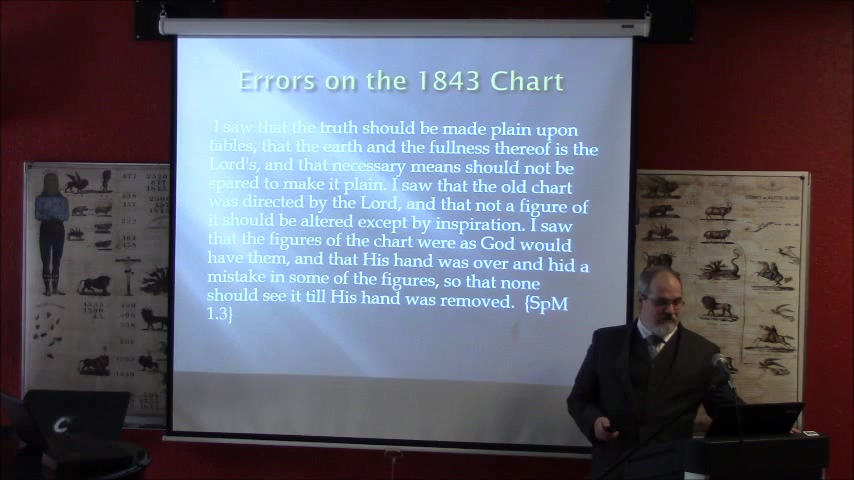 Errors on the 1843 Chart
I saw that the truth should be made plain upon
tables, that the earth and the fullness thereof is the
Lord's, and that necessary means should not be
spared to make it plain. I saw that the old chart
was directed by the Lord, and that not a figure of
it should be altered except by inspiration. I saw
that the figures of the chart were as God would
have them, and that His hand was over and hid a
mistake in some of the figures, so that none
should see it till His hand was removed. {SpM
1.3}
677